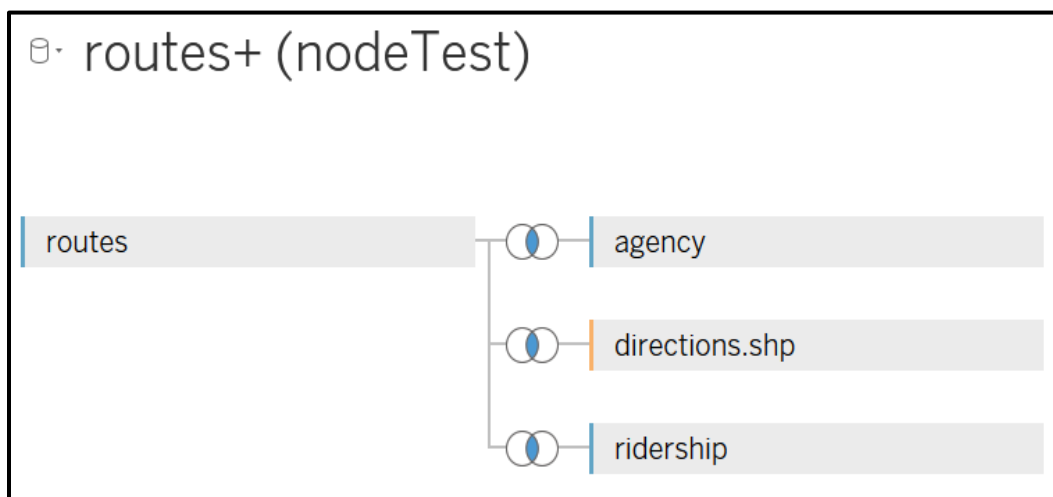 routes+ (nodeTest)
routes
agency
directions.shp
ridership